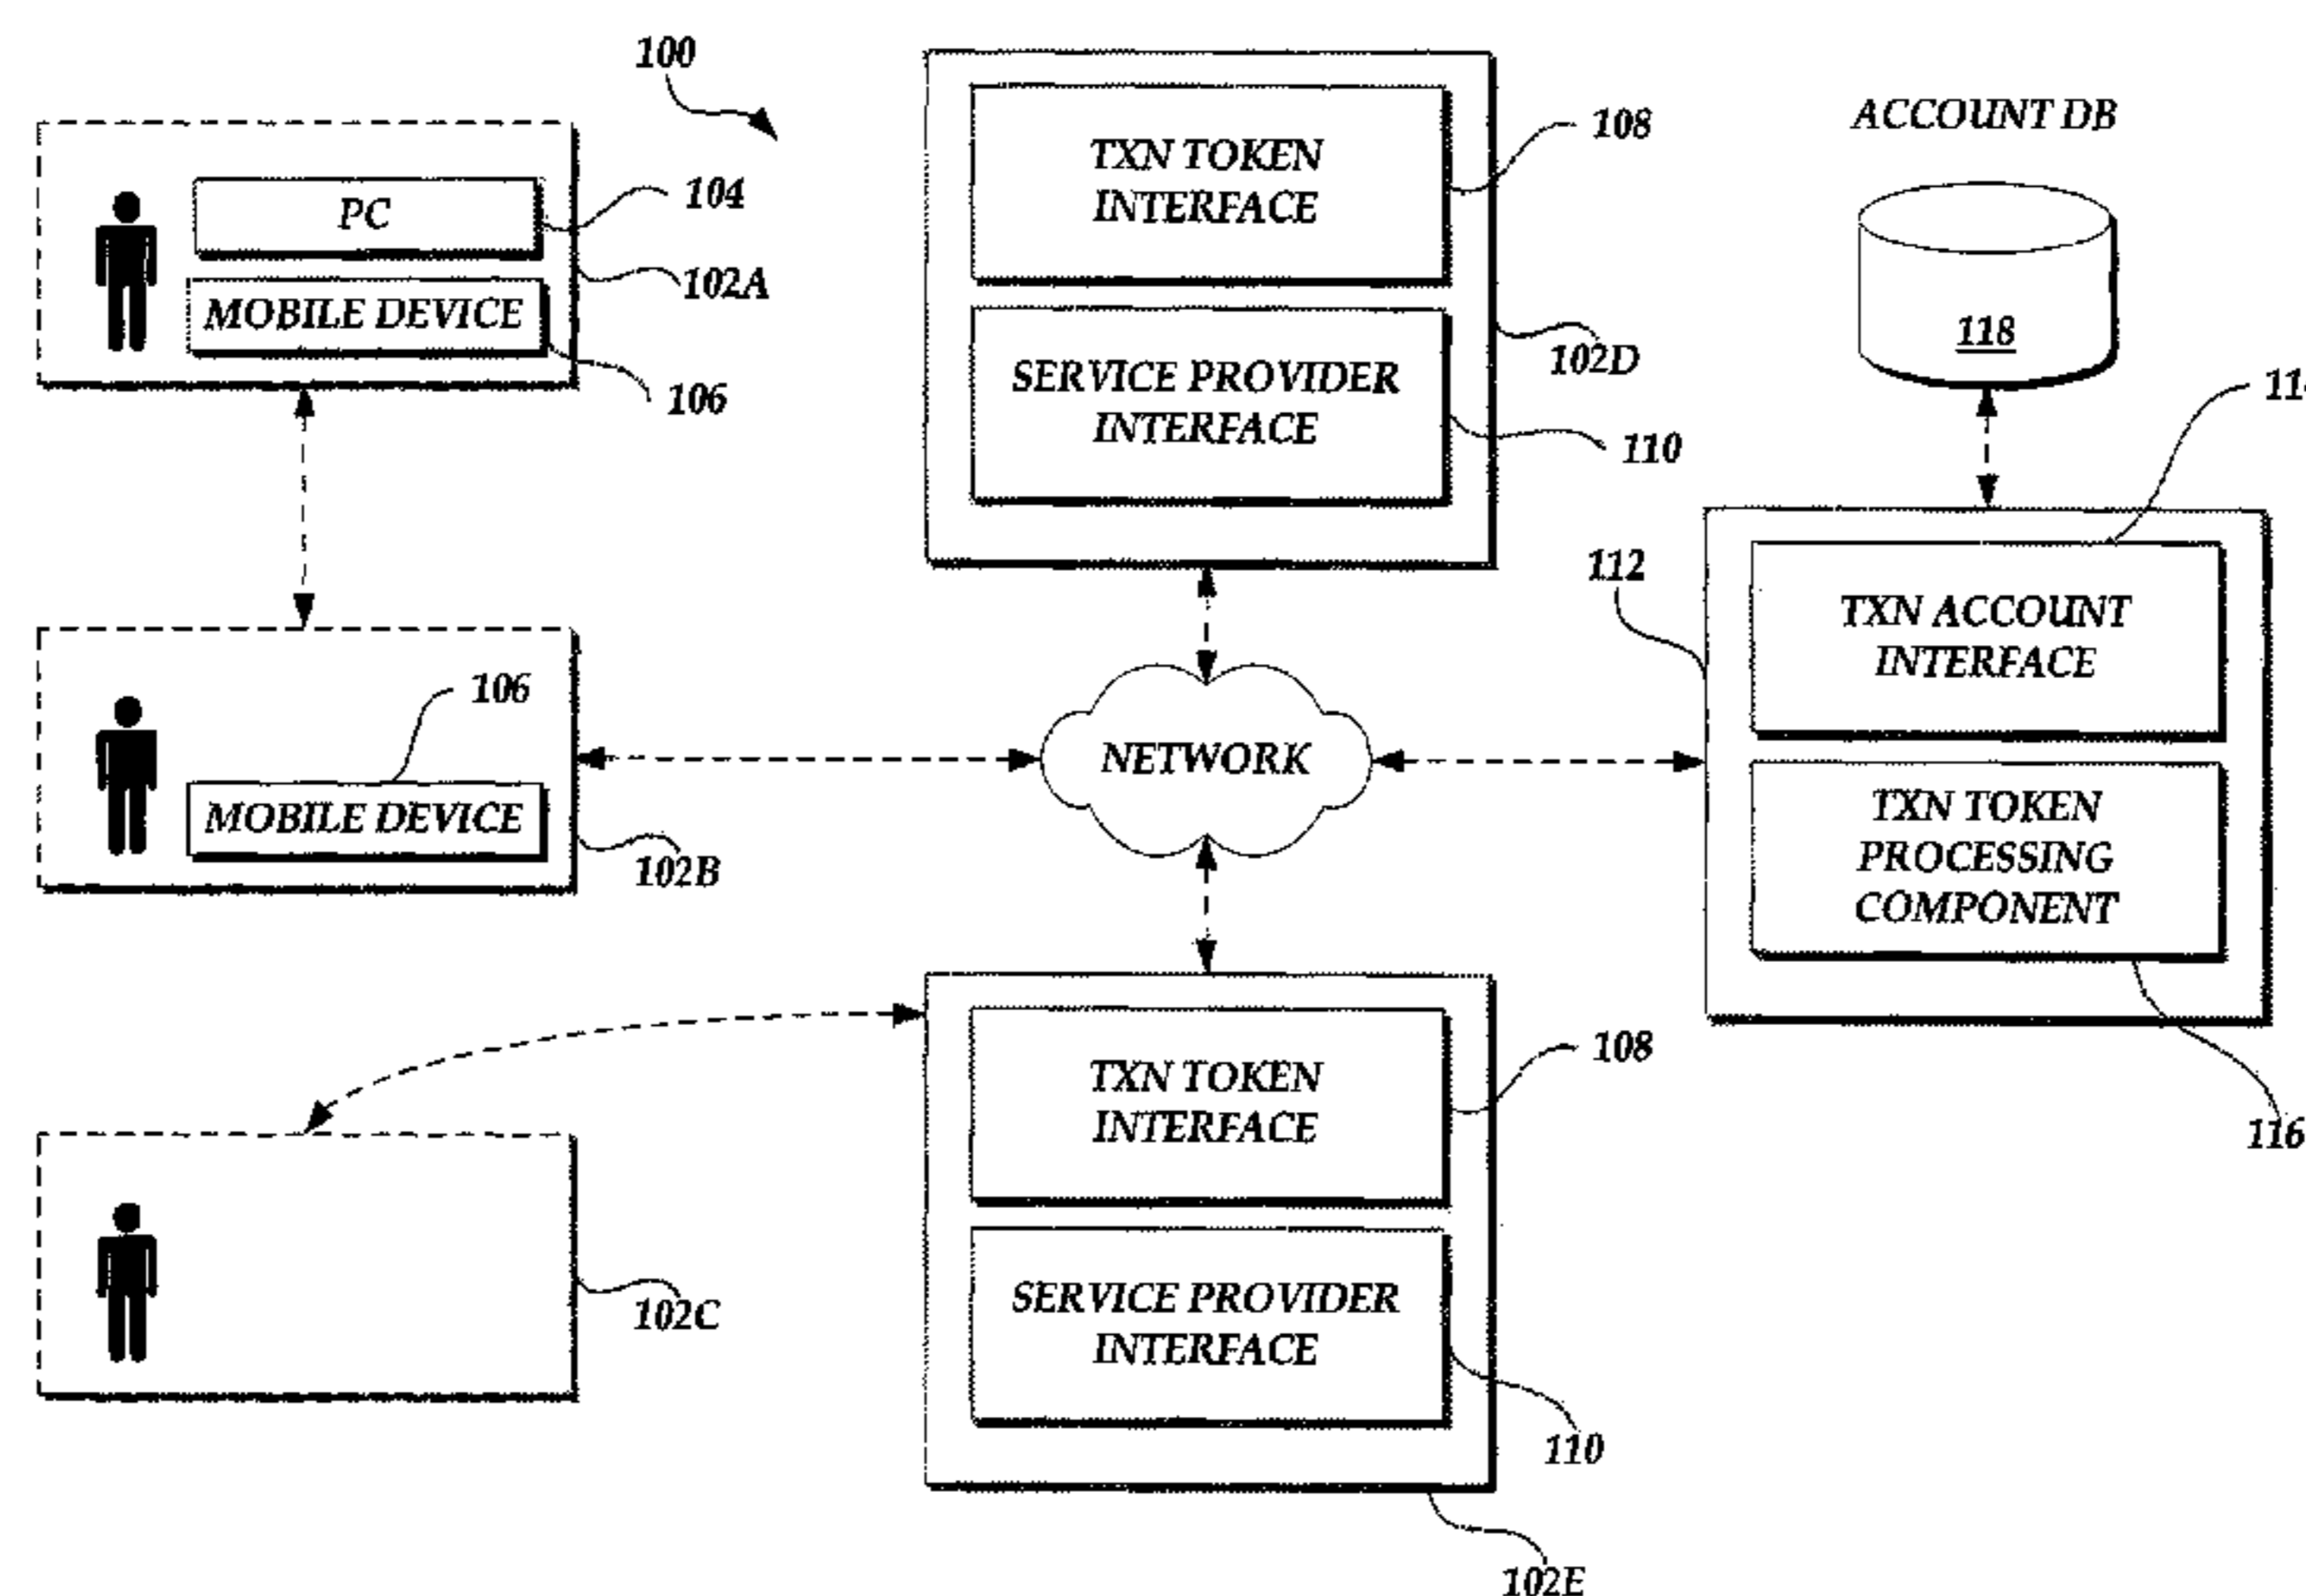 100
PC
104
102A
MOBILE DEVICE
106
TXN TOKEN
INTERFACE
108
SERVICE PROVIDER
INTERFACE
102D
110
ACCOUNT DB
118
112
TXN ACCOUNT
INTERFACE
TXN TOKEN
PROCESSING
COMPONENT
116
106
MOBILE DEVICE
102B
NETWORK
102C
TXN TOKEN
INTERFACE
108
SERVICE PROVIDER
INTERFACE
110
102E